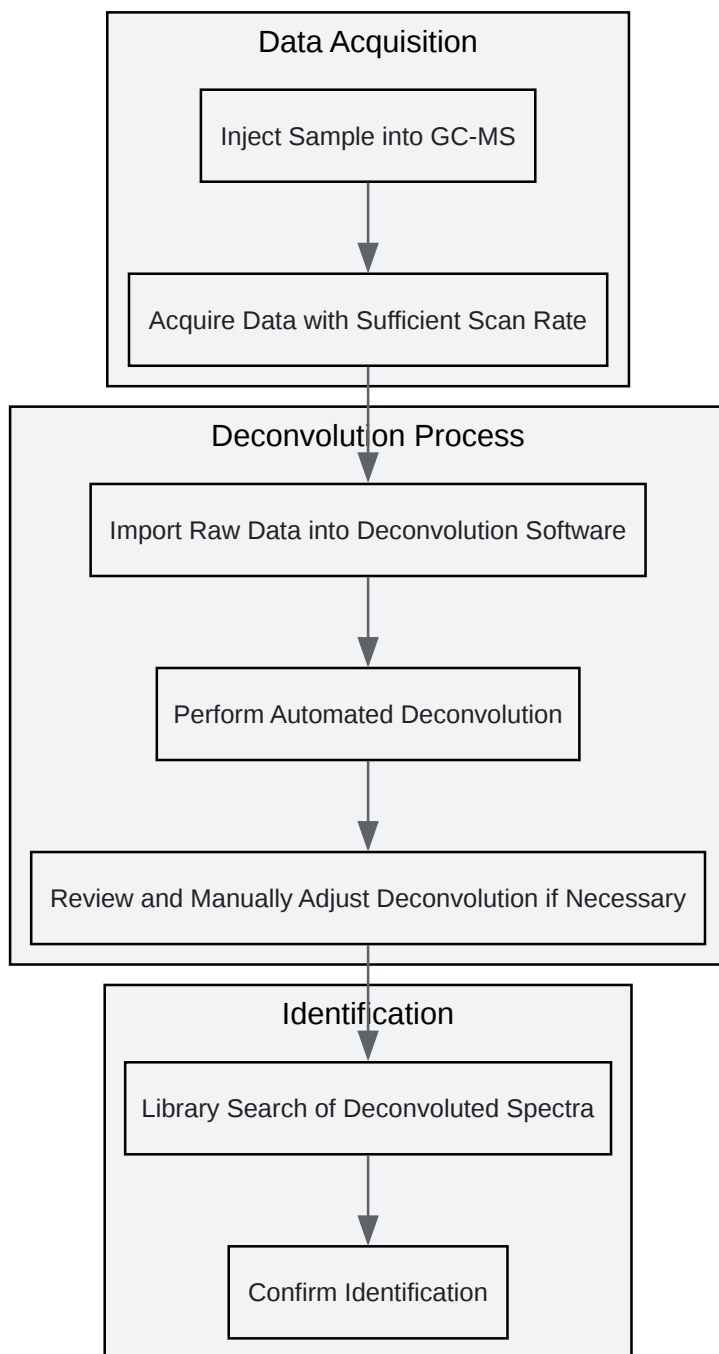 Data Acquisition
Inject Sample into GC-MS
Acquire Data with Sufficient Scan Rate
Deconvolution Process
Import Raw Data into Deconvolution Software
Perform Automated Deconvolution
Review and Manually Adjust Deconvolution if Necessary
Identification
Library Search of Deconvoluted Spectra
Confirm Identification